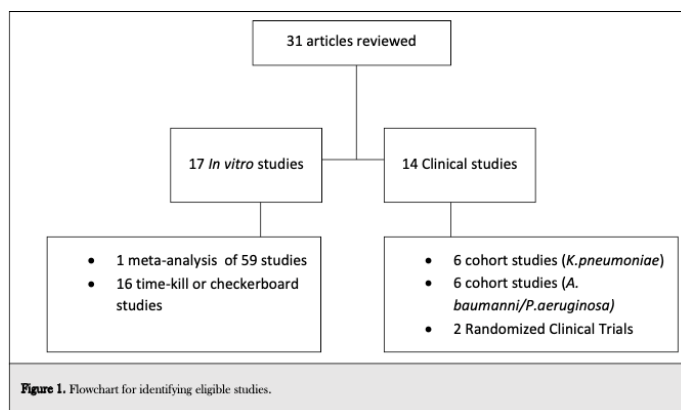 31 articles reviewed
17 In vitro studies
14 Clinical studies
• 1 meta-analysis of 59 studies
• 16 time-kill or checkerboard
studies
• 6 cohort studies (K.pneumoniae)
• 6 cohort studies (A.
baumanni/P.aeruginosa)
• 2 Randomized Clinical Trials
Figure 1. Flowchart for identifying eligible studies.